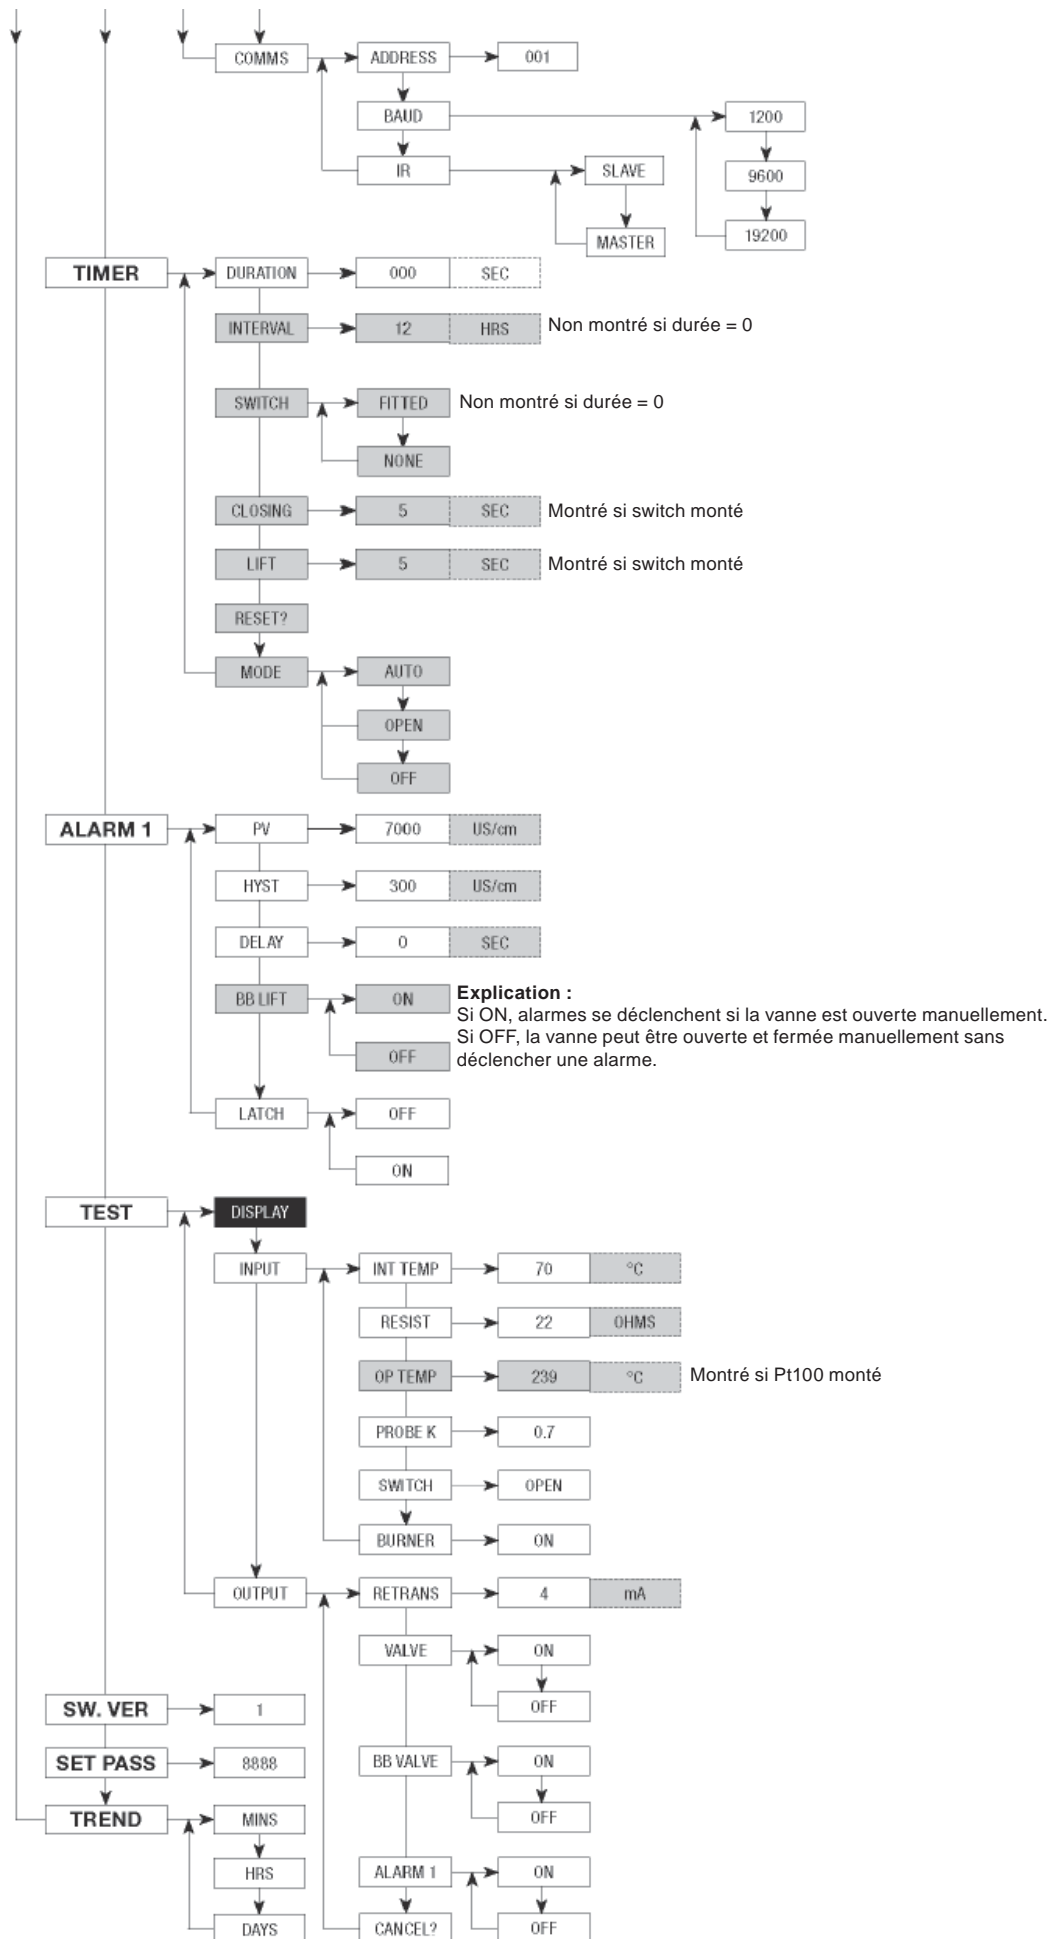 COMMS ADDRESS 001
BAUD 1200
IR SLAVE 9600
MASTER 19200
TIMER DURATION 000 SEC
INTERVAL 12 HRS Non montré si durée = 0
SWITCH FITTED Non montré si durée = 0
NONE
CLOSING 5 SEC Montré si switch monté
LIFT 5 SEC Montré si switch monté
RESET?
MODE AUTO
OPEN
OFF
ALARM 1 PV 7000 US/cm
HYST 300 US/cm
DELAY 0 SEC
BB LIFT ON Explication :
Si ON, alarmes se déclenchent si la vanne est ouverte manuellement.
Si OFF, la vanne peut être ouverte et fermée manuellement sans
OFF déclencher une alarme.
LATCH OFF
ON
TEST DISPLAY
INPUT INT TEMP 70 °C
RESIST 22 OHMS
OP TEMP 239 °C Montré si Pt100 monté
PROBE K 0.7
SWITCH OPEN
BURNER ON
OUTPUT RETRANS 4 mA
VALVE ON
SW. VER 1 OFF
SET PASS 8888 BB VALVE ON
TREND MINS OFF
HRS ALARM 1 ON
DAYS CANCEL? OFF